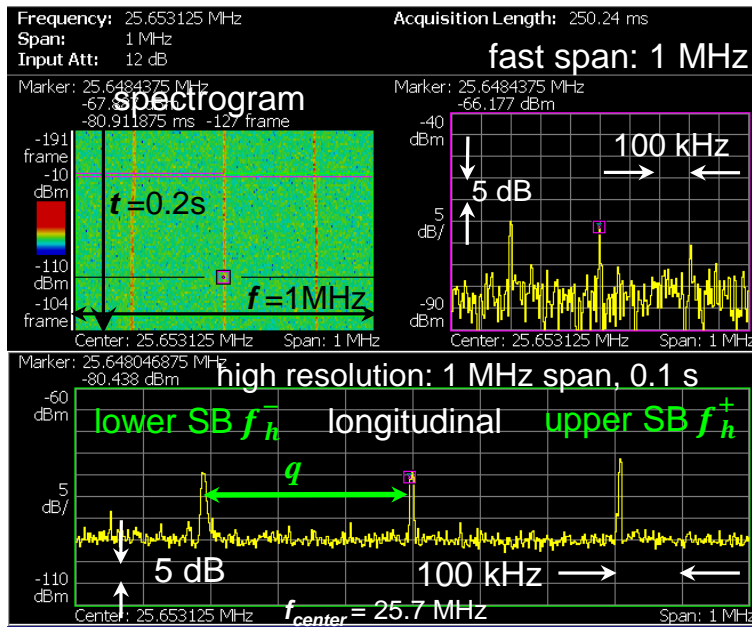 Frequency: 25.653125 MHz
Acquisition Length: 250.24 ms
Span: 1 MHz
Input Att: 12 dB
fast span: 1 MHz
Marker: 25.6484375 MHz
-80.911875 ms -127 frame
spectrogram
-191
frame
-10
dBm
-110
dBm
-104
frame
t =0.2s
f =1MHz
Center: 25.653125 MHz Span: 1 MHz
Marker: 25.6484375 MHz
-66.177 dBm
-40
dBm
5
dB/
-90
dBm
100 kHz
5 dB
Center: 25.653125 MHz Span: 1 MHz
Marker: 25.648046875 MHz
-80.438 dBm
high resolution: 1 MHz span, 0.1 s
-60
dBm
5
dB/
-110
dBm
lower SB f⁻ₕ longitudinal upper SB f⁺ₕ
q
5 dB
100 kHz
Center: 25.653125 MHz
f_center = 25.7 MHz
Span: 1 MHz